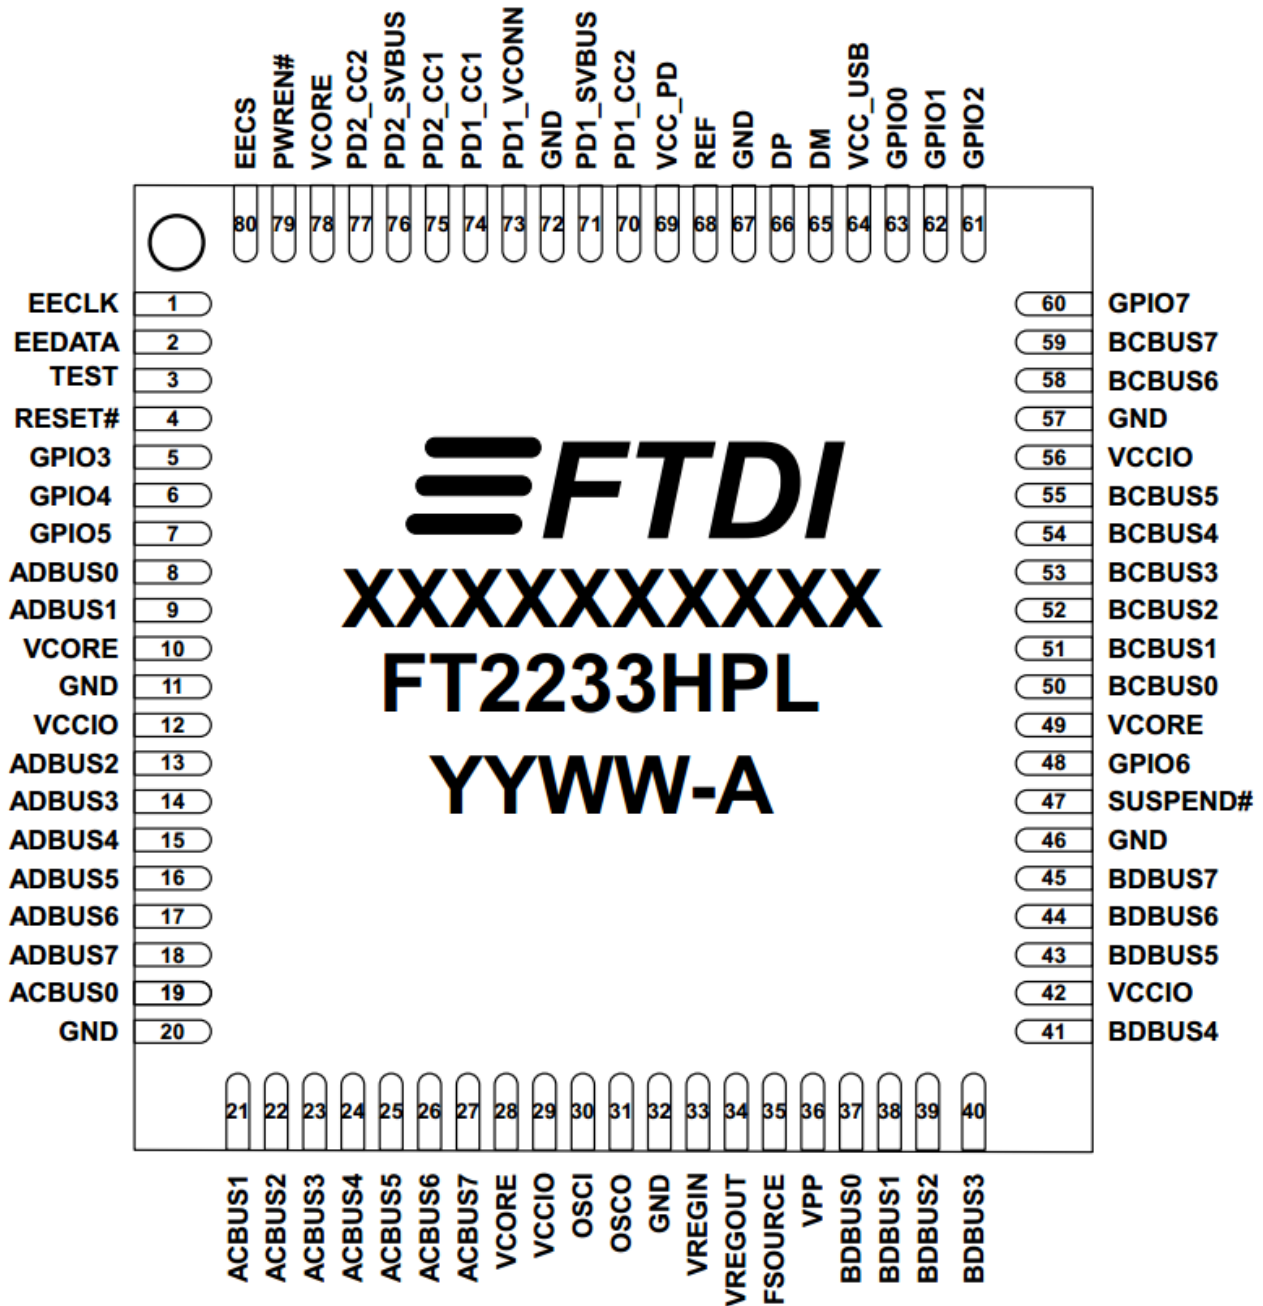 EECS
PWREN#
VCORE
PD2_CC2
PD2_SVBUS
PD2_CC1
PD1_CC1
PD1_VCONN
GND
PD1_SVBUS
PD1_CC2
VCC_PD
REF
GND
DP
DM
VCC_USB
GPIO0
GPIO1
GPIO2
80 79 78 77 76 75 74 73 72 71 70 69 68 67 66 65 64 63 62 61
EECLK 1
EEDATA 2
TEST 3
RESET# 4
GPIO3 5
GPIO4 6
GPIO5 7
ADBUS0 8
ADBUS1 9
VCORE 10
GND 11
VCCIO 12
ADBUS2 13
ADBUS3 14
ADBUS4 15
ADBUS5 16
ADBUS6 17
ADBUS7 18
ACBUS0 19
GND 20
FTDI
XXXXXXXXXX
FT2233HPL
YYWW-A
60 GPIO7
59 BCBUS7
58 BCBUS6
57 GND
56 VCCIO
55 BCBUS5
54 BCBUS4
53 BCBUS3
52 BCBUS2
51 BCBUS1
50 BCBUS0
49 VCORE
48 GPIO6
47 SUSPEND#
46 GND
45 BDBUS7
44 BDBUS6
43 BDBUS5
42 VCCIO
41 BDBUS4
21 22 23 24 25 26 27 28 29 30 31 32 33 34 35 36 37 38 39 40
ACBUS1
ACBUS2
ACBUS3
ACBUS4
ACBUS5
ACBUS6
ACBUS7
VCORE
VCCIO
OSCI
OSCO
GND
VREGIN
VREGOUT
FSOURCE
VPP
BDBUS0
BDBUS1
BDBUS2
BDBUS3